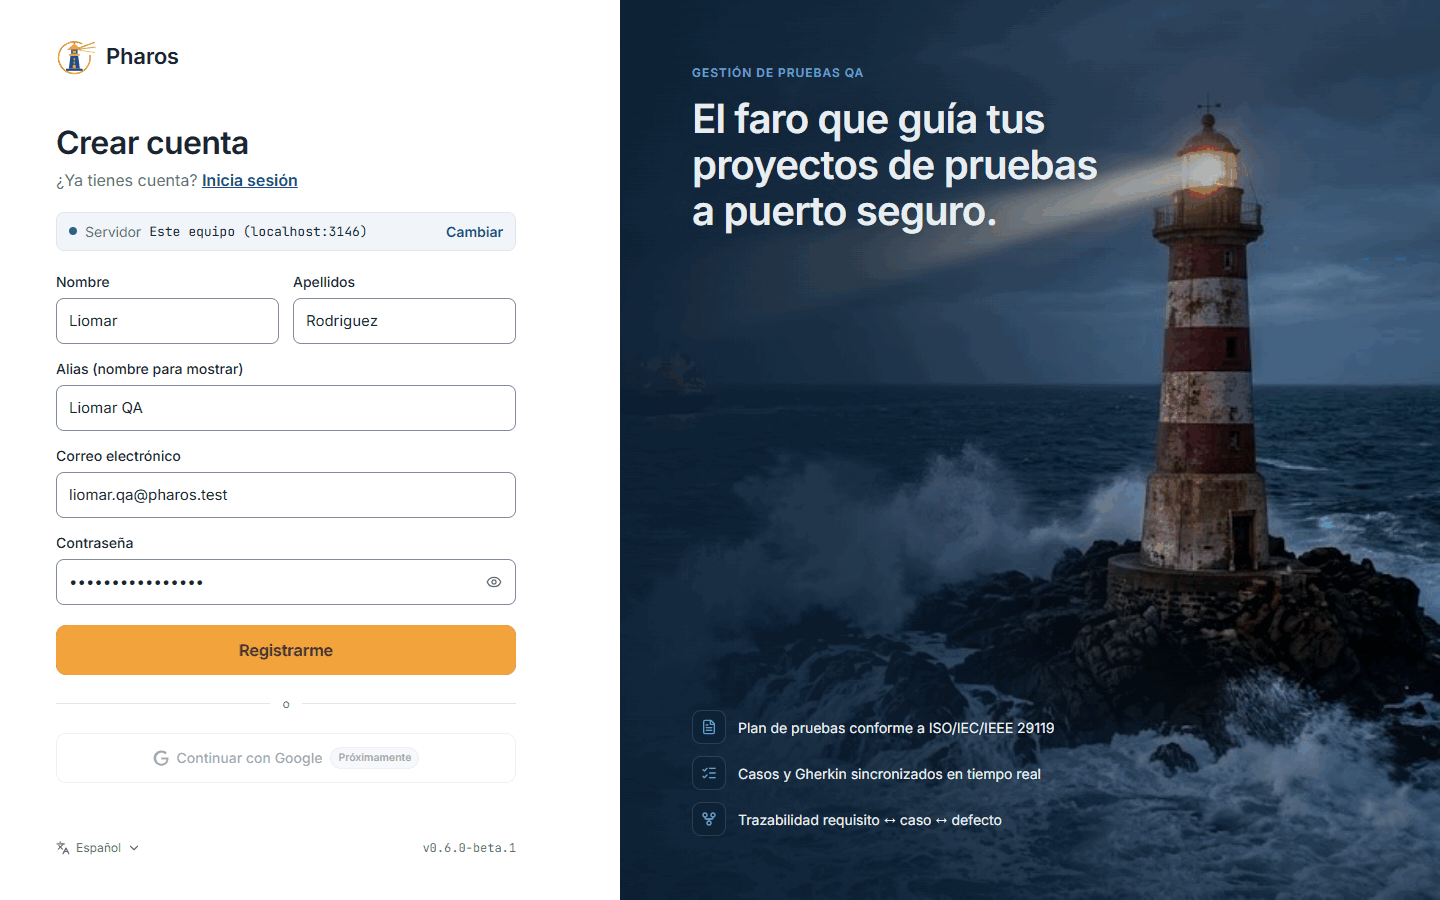 Pharos
Crear cuenta
¿Ya tienes cuenta? Inicia sesión
Servidor Este equipo (localhost:3146) Cambiar
Nombre
Liomar
Apellidos
Rodriguez
Alias (nombre para mostrar)
Liomar QA
Correo electrónico
liomar.qa@pharos.test
Contraseña
••••••••••••••••
Registrarme
o
Continuar con Google Próximamente
Español
v0.6.0-beta.1
GESTIÓN DE PRUEBAS QA
El faro que guía tus
proyectos de pruebas
a puerto seguro.
Plan de pruebas conforme a ISO/IEC/IEEE 29119
Casos y Gherkin sincronizados en tiempo real
Trazabilidad requisito ↔ caso ↔ defecto